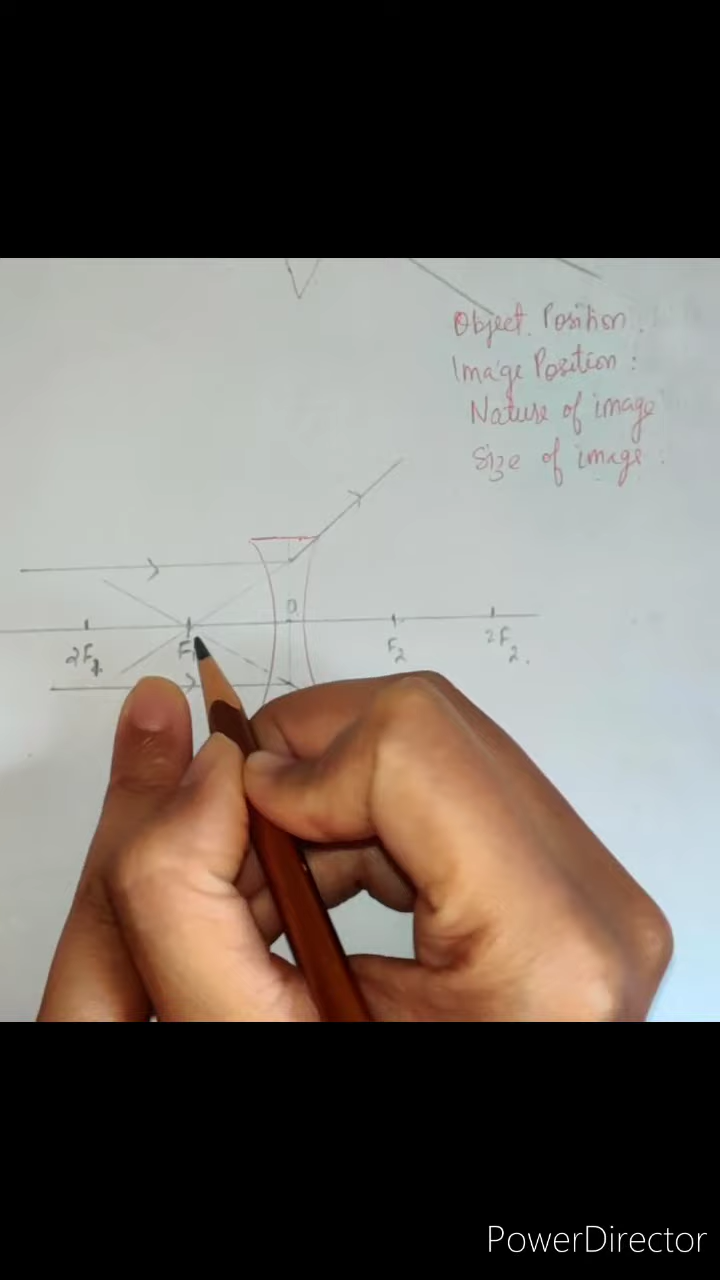 Object Position :
Image Position :
Nature of image
Size of image :
O
2F1 F1 F2 2F2.
PowerDirector